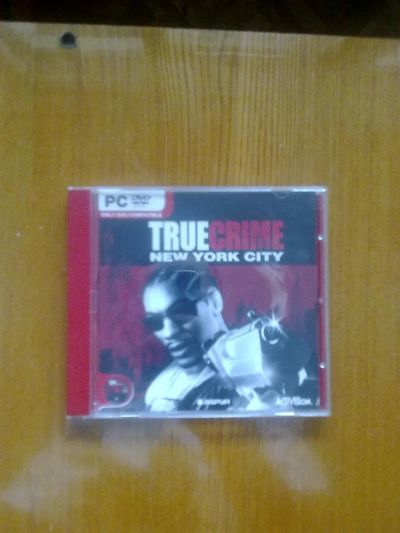 PC DVD
TRUE CRIME
NEW YORK CITY
ACTIVISION